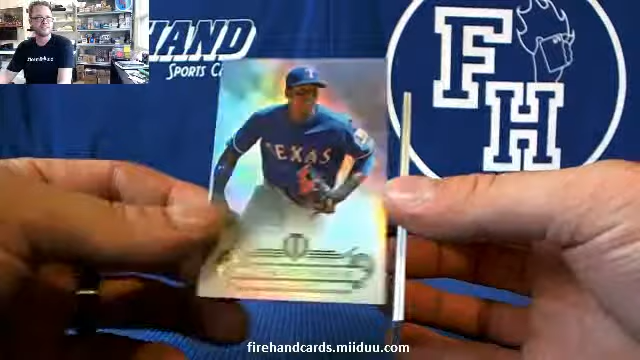 HAND
SPORTS C
FH
T
TEXAS
T
firehandcards.miiduu.com